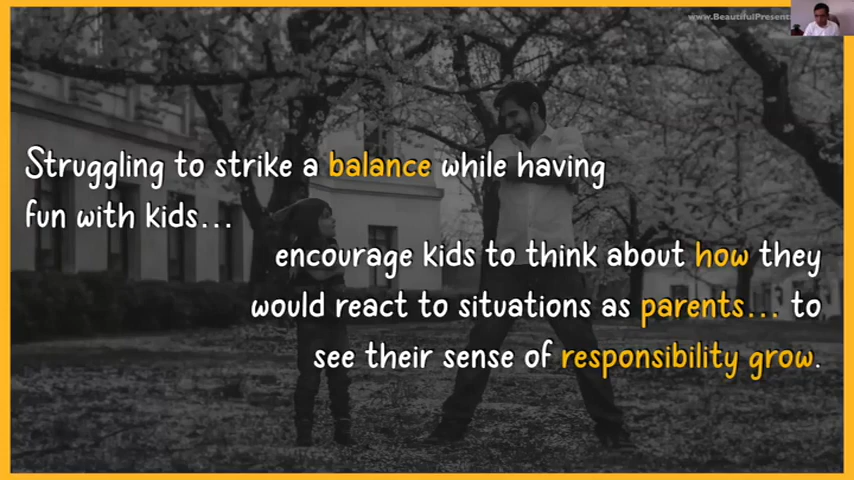 www.BeautifulPresent
Struggling to strike a balance while having
fun with kids...
encourage kids to think about how they
would react to situations as parents... to
see their sense of responsibility grow.